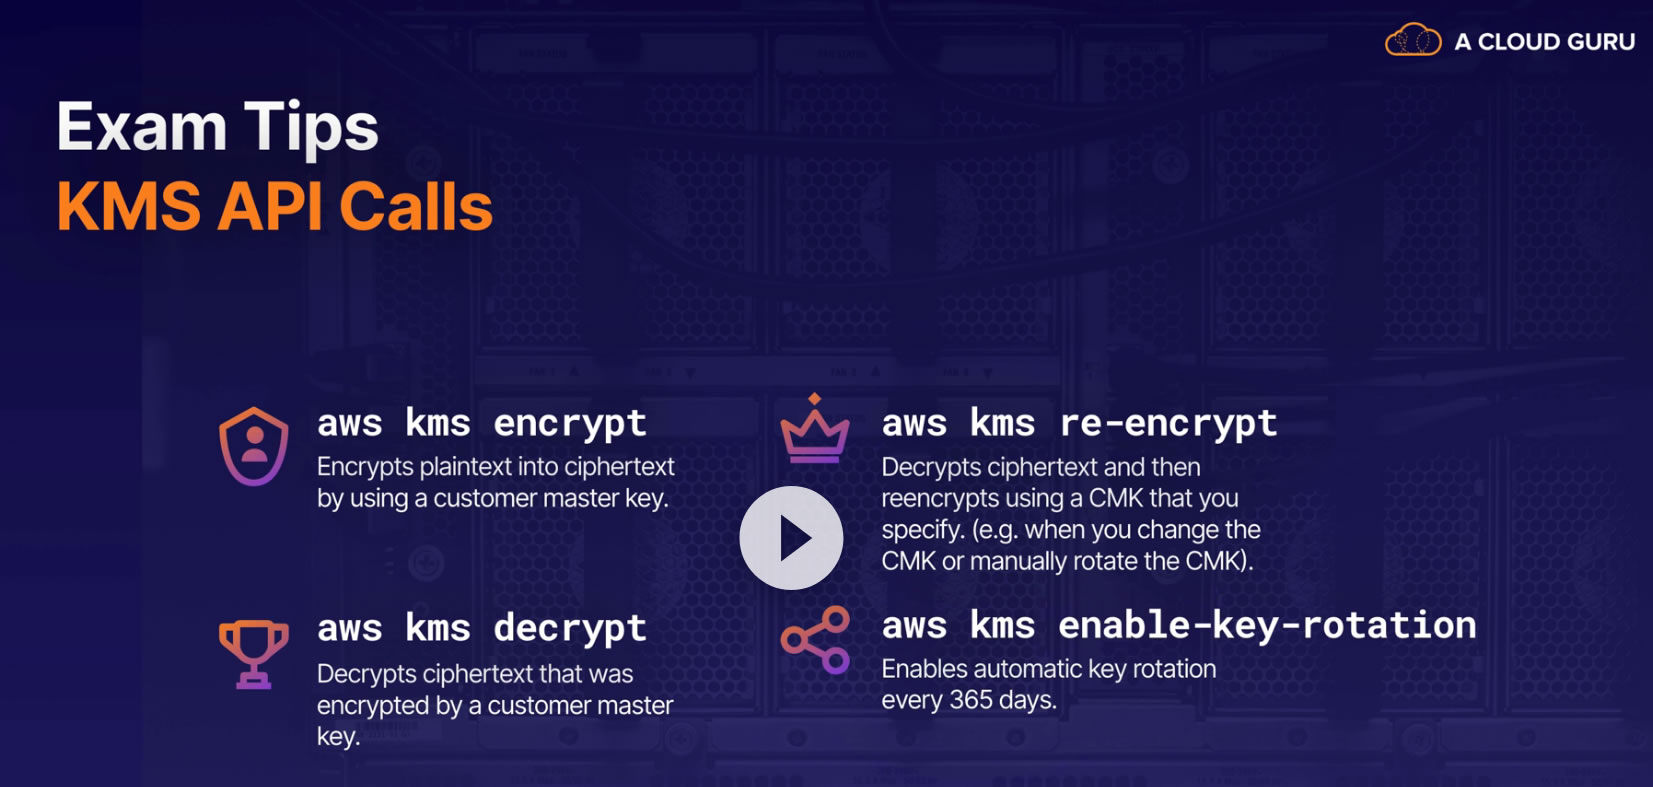 A CLOUD GURU
Exam Tips
KMS API Calls
aws kms encrypt
Encrypts plaintext into ciphertext
by using a customer master key.
aws kms re-encrypt
Decrypts ciphertext and then
reencrypts using a CMK that you
specify. (e.g. when you change the
CMK or manually rotate the CMK).
aws kms decrypt
Decrypts ciphertext that was
encrypted by a customer master
key.
aws kms enable-key-rotation
Enables automatic key rotation
every 365 days.